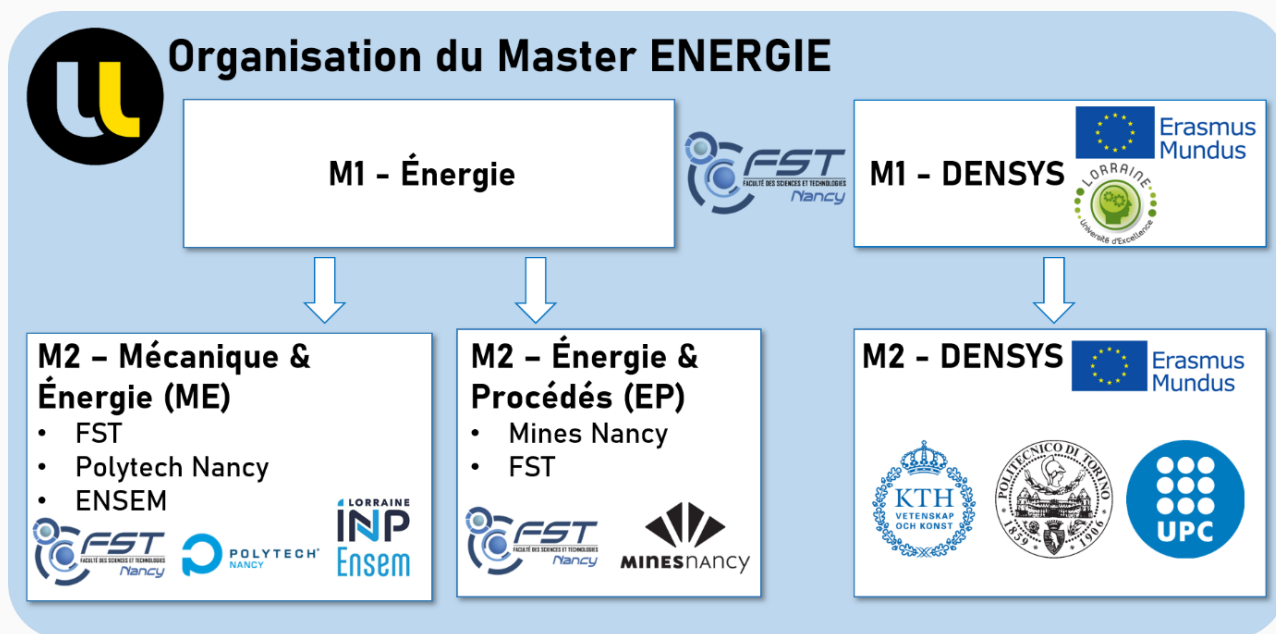 Organisation du Master ENERGIE
M1 - Énergie
FST
FACULTÉ DES SCIENCES ET TECHNOLOGIES
Nancy
M1 - DENSYS
Erasmus
Mundus
LORRAINE
Université d'Excellence
M2 – Mécanique &
Énergie (ME)
• FST
• Polytech Nancy
• ENSEM
FST
FACULTÉ DES SCIENCES ET TECHNOLOGIES
Nancy
POLYTECH
NANCY
LORRAINE
INP
Ensem
M2 – Énergie &
Procédés (EP)
• Mines Nancy
• FST
FST
FACULTÉ DES SCIENCES ET TECHNOLOGIES
Nancy
MINESnancy
M2 - DENSYS
Erasmus
Mundus
KTH
VETENSKAP
OCH KONST
POLITECNICO DI TORINO
1859
1906
UPC